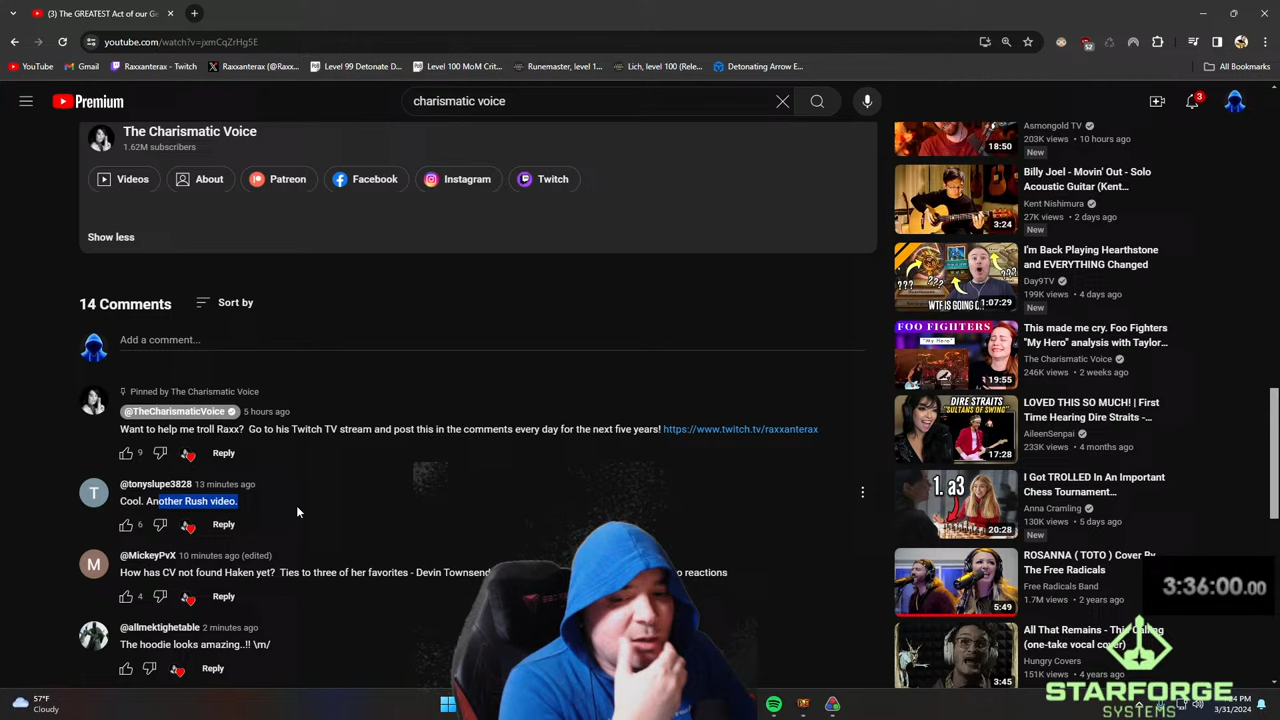 (3) The GREATEST Act of our Ge
youtube.com/watch?v=jxmCqZrHg5E
52
YouTube
Gmail
Raxxanterax - Twitch
Raxxanterax (@Raxx...
Level 99 Detonate D...
Level 100 MoM Crit...
Runemaster, level 1...
Lich, level 100 (Rele...
Detonating Arrow E...
All Bookmarks
Premium
charismatic voice
3
The Charismatic Voice
1.62M subscribers
Videos
About
Facebook
Instagram
Twitch
Show less
14 Comments
Sort by
Add a comment...
Pinned by The Charismatic Voice
@TheCharismaticVoice 5 hours ago
Want to help me troll Raxx? Go to this Twitch TV stream and post this in the comments every day for the next five years! https://www.twitch.tv/raxxanterax
9 Reply
T
@tonyslupe3828 13 minutes ago
Cool. Another Rush video.
6 Reply
M
@MickeyPvX 10 minutes ago (edited)
How has CV not found Haken yet? Ties to three of her favorites - Devin Townsend
reactions
4 Reply
@allmektighetable 2 minutes ago
The hoodie looks amazing..!! \m/
Reply
Asmongold TV
203K views • 10 hours ago
New
18:50
Billy Joel - Movin' Out - Solo
Acoustic Guitar (Kent...
Kent Nishimura
27K views • 2 days ago
New
3:24
I'm Back Playing Hearthstone
and EVERYTHING Changed
Day9TV
199K views • 4 days ago
New
???
???
WTF IS GOING
1:07:29
This made me cry. Foo Fighters
"My Hero" analysis with Taylor...
The Charismatic Voice
246K views • 2 weeks ago
FOO FIGHTERS
"My Hero"
19:55
LOVED THIS SO MUCH! | First
Time Hearing Dire Straits -...
AileenSenpai
233K views • 4 months ago
DIRE STRAITS
"SULTANS OF SWING"
17:28
I Got TROLLED In An Important
Chess Tournament...
Anna Cramling
130K views • 5 days ago
New
1. a3
20:28
ROSANNA ( TOTO ) Cover By
The Free Radicals
Free Radicals Band
1.7M views • 2 years ago
5:49
3:36:00.00
All That Remains - This Calling
(one-take vocal cover)
Hungry Covers
151K views • 4 years ago
3:45
STARFORGE
SYSTEMS
57°F
Cloudy
PM
3/31/2024